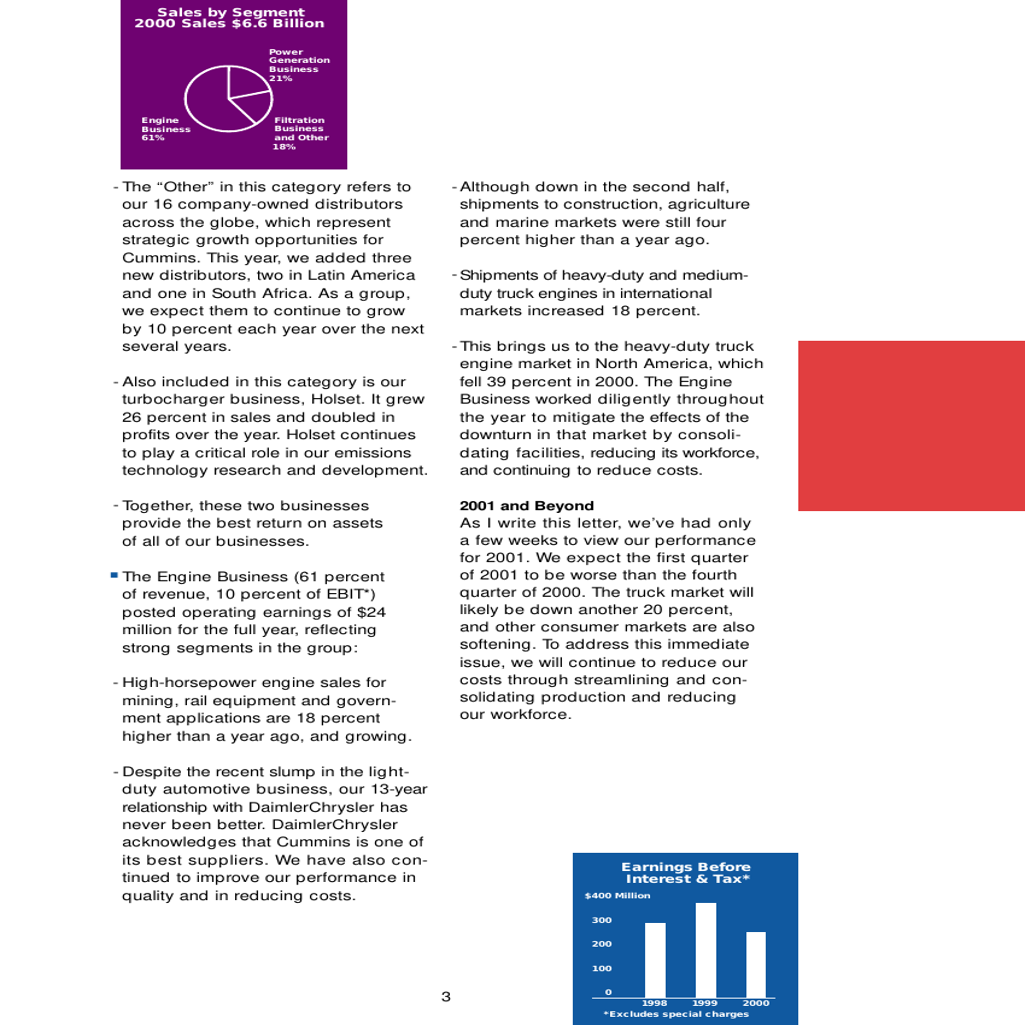 Sales by Segment
2000 Sales $6.6 Billion
Power
Generation
Business
21%
Engine
Business
61%
Filtration
Business
and Other
18%
- The “Other” in this category refers to
our 16 company-owned distributors
across the globe, which represent
strategic growth opportunities for
Cummins. This year, we added three
new distributors, two in Latin America
and one in South Africa. As a group,
we expect them to continue to grow
by 10 percent each year over the next
several years.
- Also included in this category is our
turbocharger business, Holset. It grew
26 percent in sales and doubled in
profits over the year. Holset continues
to play a critical role in our emissions
technology research and development.
- Together, these two businesses
provide the best return on assets
of all of our businesses.
The Engine Business (61 percent
of revenue, 10 percent of EBIT*)
posted operating earnings of $24
million for the full year, reflecting
strong segments in the group:
- High-horsepower engine sales for
mining, rail equipment and govern-
ment applications are 18 percent
higher than a year ago, and growing.
- Despite the recent slump in the light-
duty automotive business, our 13-year
relationship with DaimlerChrysler has
never been better. DaimlerChrysler
acknowledges that Cummins is one of
its best suppliers. We have also con-
tinued to improve our performance in
quality and in reducing costs.
- Although down in the second half,
shipments to construction, agriculture
and marine markets were still four
percent higher than a year ago.
- Shipments of heavy-duty and medium-
duty truck engines in international
markets increased 18 percent.
- This brings us to the heavy-duty truck
engine market in North America, which
fell 39 percent in 2000. The Engine
Business worked diligently throughout
the year to mitigate the effects of the
downturn in that market by consoli-
dating facilities, reducing its workforce,
and continuing to reduce costs.
2001 and Beyond
As I write this letter, we’ve had only
a few weeks to view our performance
for 2001. We expect the first quarter
of 2001 to be worse than the fourth
quarter of 2000. The truck market will
likely be down another 20 percent,
and other consumer markets are also
softening. To address this immediate
issue, we will continue to reduce our
costs through streamlining and con-
solidating production and reducing
our workforce.
Earnings Before
Interest & Tax*
$400 Million
300
200
100
0
1998 1999 2000
*Excludes special charges
3